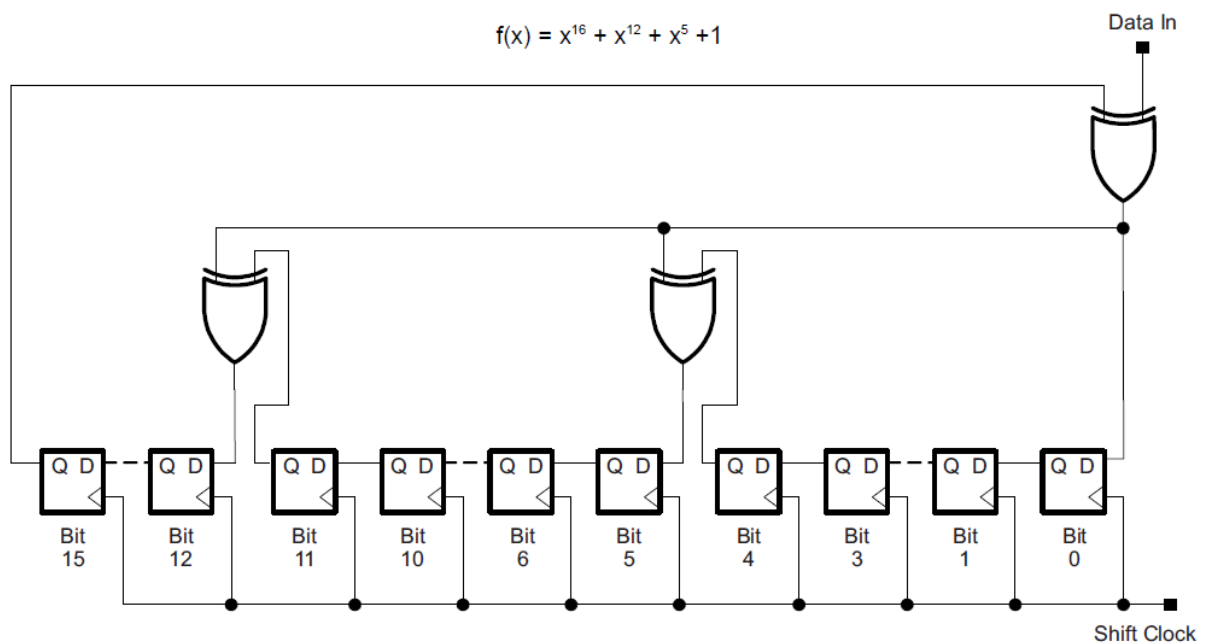 Data In
f(x) = x¹⁶ + x¹² + x⁵ +1
Q D Q D Q D Q D Q D Q D Q D Q D Q D Q D
Bit Bit Bit Bit Bit Bit Bit Bit Bit Bit
15 12 11 10 6 5 4 3 1 0
Shift Clock